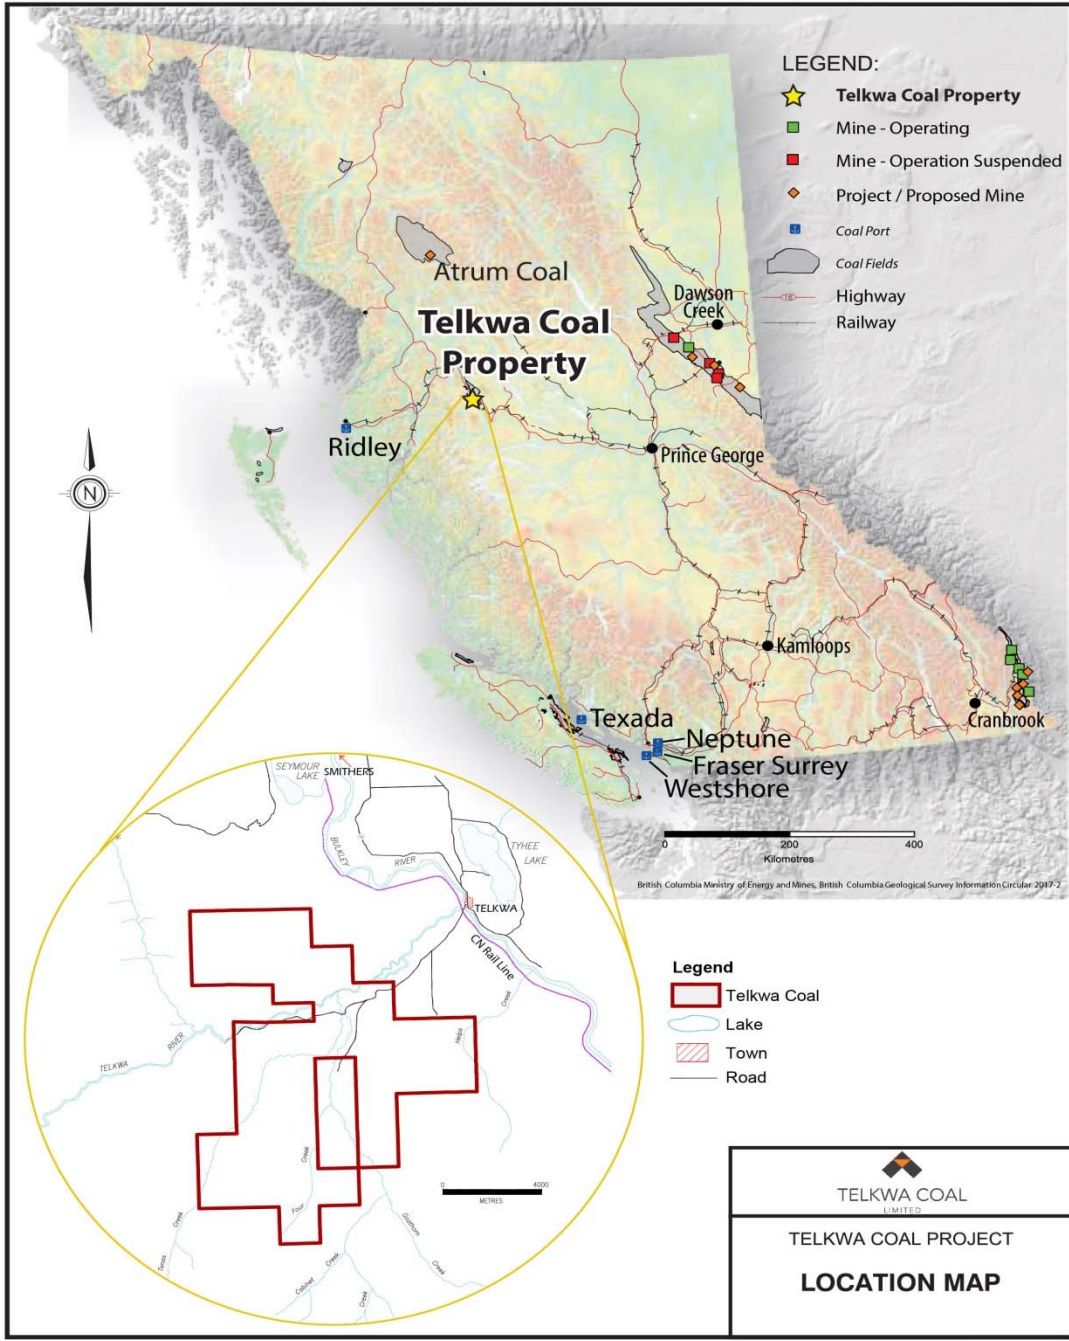 LEGEND:
Telkwa Coal Property
Mine - Operating
Mine - Operation Suspended
Project / Proposed Mine
Coal Port
Coal Fields
16
Highway
Railway
Atrum Coal
Dawson
Creek
Telkwa Coal
Property
Ridley
Prince George
N
Kamloops
Cranbrook
Texada
Neptune
Fraser Surrey
Westshore
0 200 400
Kilometres
British Columbia Ministry of Energy and Mines, British Columbia Geological Survey Information Circular 2017-2
SEYMOUR
LAKE
SMITHERS
BULKLEY
RIVER
TYHEE
LAKE
TELKWA
CN Rail Line
Creek
Helps
RIVER
TELKWA
Creek
Four
Creek
Tenas
Goathorn
Creek
Creek
Cabinet
Creek
0 4000
METRES
Legend
Telkwa Coal
Lake
Town
Road
TELKWA COAL
LIMITED
TELKWA COAL PROJECT
LOCATION MAP